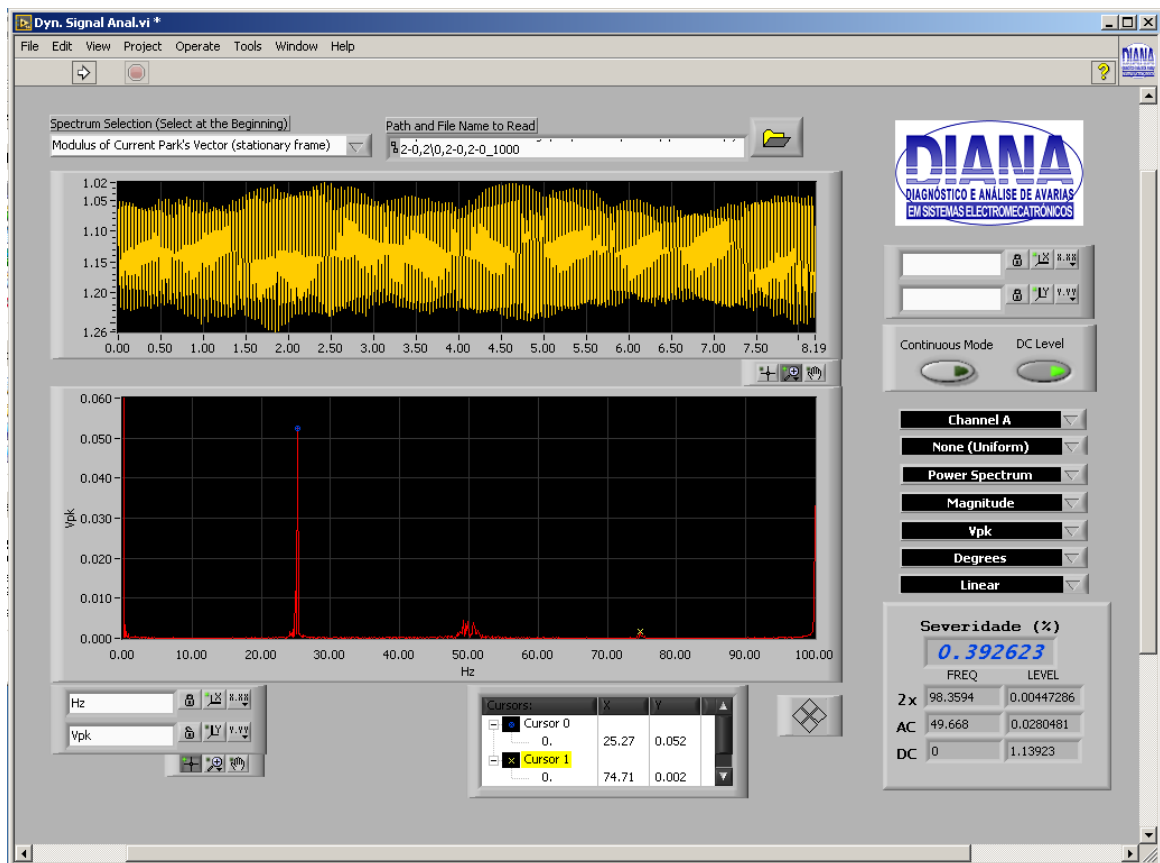 Dyn. Signal Anal.vi *
File Edit View Project Operate Tools Window Help
DIANA
Spectrum Selection (Select at the Beginning)
Modulus of Current Park's Vector (stationary frame)
Path and File Name to Read
2-0,2\0,2-0,2-0_1000
DIANA
DIAGNÓSTICO E ANÁLISE DE AVARIAS
EM SISTEMAS ELECTROMECATRÓNICOS
1.02
1.05
1.10
1.15
1.20
1.26
0.00 0.50 1.00 1.50 2.00 2.50 3.00 3.50 4.00 4.50 5.00 5.50 6.00 6.50 7.00 7.50 8.19
X X.XX
Y Y.YY
Continuous Mode DC Level
0.060
0.050
0.040
0.030
0.020
0.010
0.000
Vpk
0.00 10.00 20.00 30.00 40.00 50.00 60.00 70.00 80.00 90.00 100.00
Hz
Channel A
None (Uniform)
Power Spectrum
Magnitude
Vpk
Degrees
Linear
Severidade (%)
0.392623
FREQ LEVEL
2x 98.3594 0.00447286
AC 49.668 0.0280481
DC 0 1.13923
Hz X X.XX
Vpk Y Y.YY
Cursors: X Y
Cursor 0
0. 25.27 0.052
Cursor 1
0. 74.71 0.002